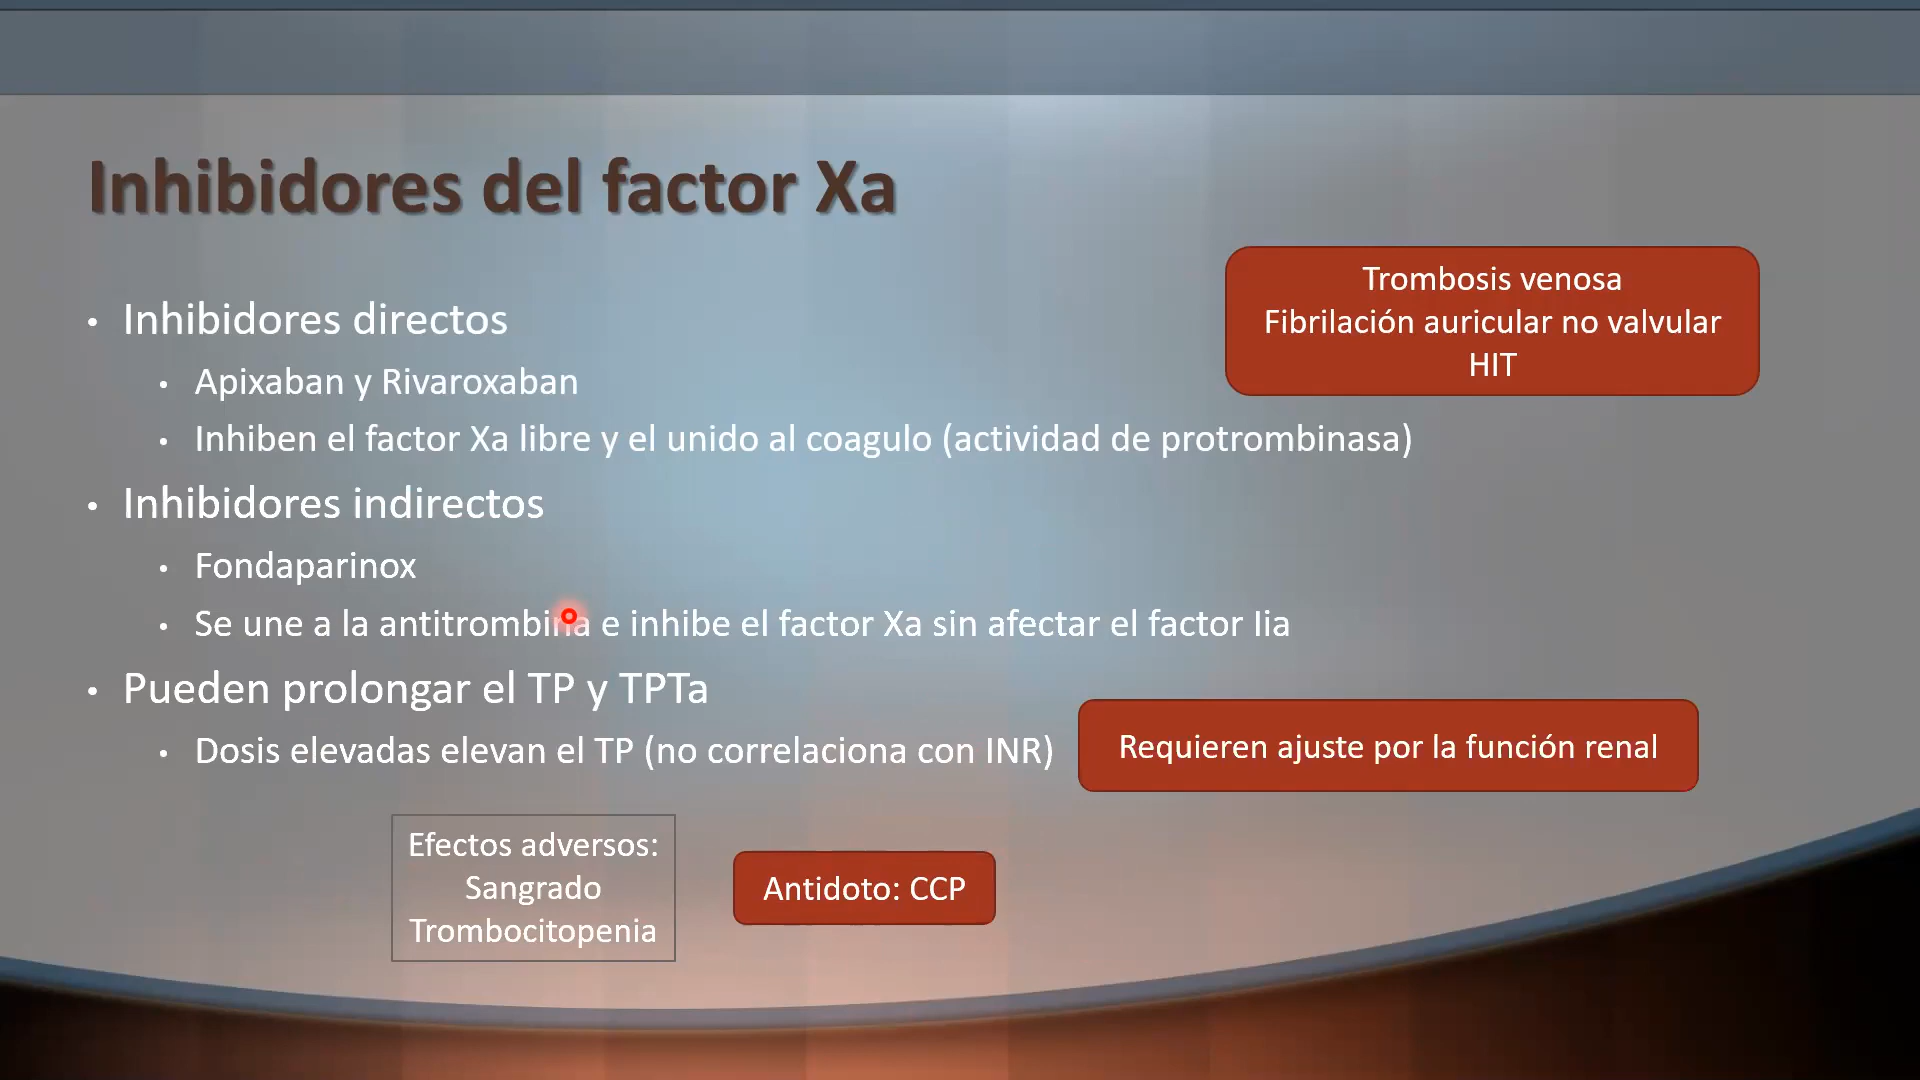 Inhibidores del factor Xa
Trombosis venosa
Fibrilación auricular no valvular
HIT
• Inhibidores directos
• Apixaban y Rivaroxaban
• Inhiben el factor Xa libre y el unido al coagulo (actividad de protrombinasa)
• Inhibidores indirectos
• Fondaparinox
• Se une a la antitrombina e inhibe el factor Xa sin afectar el factor Iia
• Pueden prolongar el TP y TPTa
• Dosis elevadas elevan el TP (no correlaciona con INR)
Requieren ajuste por la función renal
Efectos adversos:
Sangrado
Trombocitopenia
Antidoto: CCP